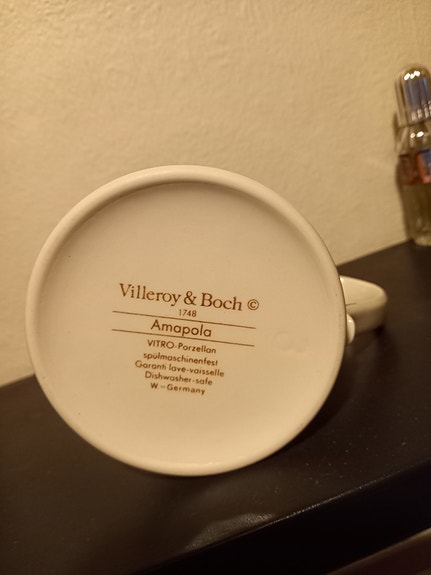 Villeroy & Boch ©
1748
Amapola
VITRO-Porzellan
spülmaschinenfest
Garanti lave-vaisselle
Dishwasher-safe
W-Germany